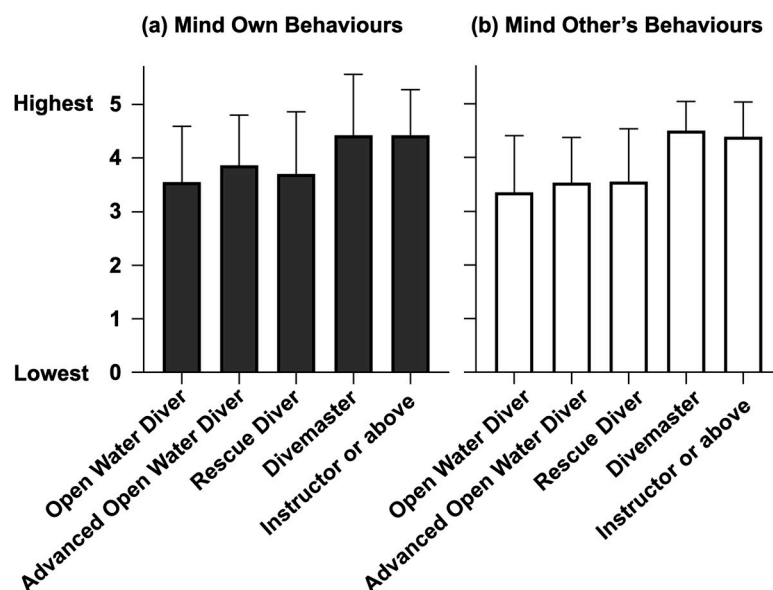 (a) Mind Own Behaviours
(b) Mind Other's Behaviours
Highest
5
4
3
2
1
0
Lowest
Open Water Diver
Advanced Open Water Diver
Rescue Diver
Divemaster
Instructor or above
Open Water Diver
Advanced Open Water Diver
Rescue Diver
Divemaster
Instructor or above